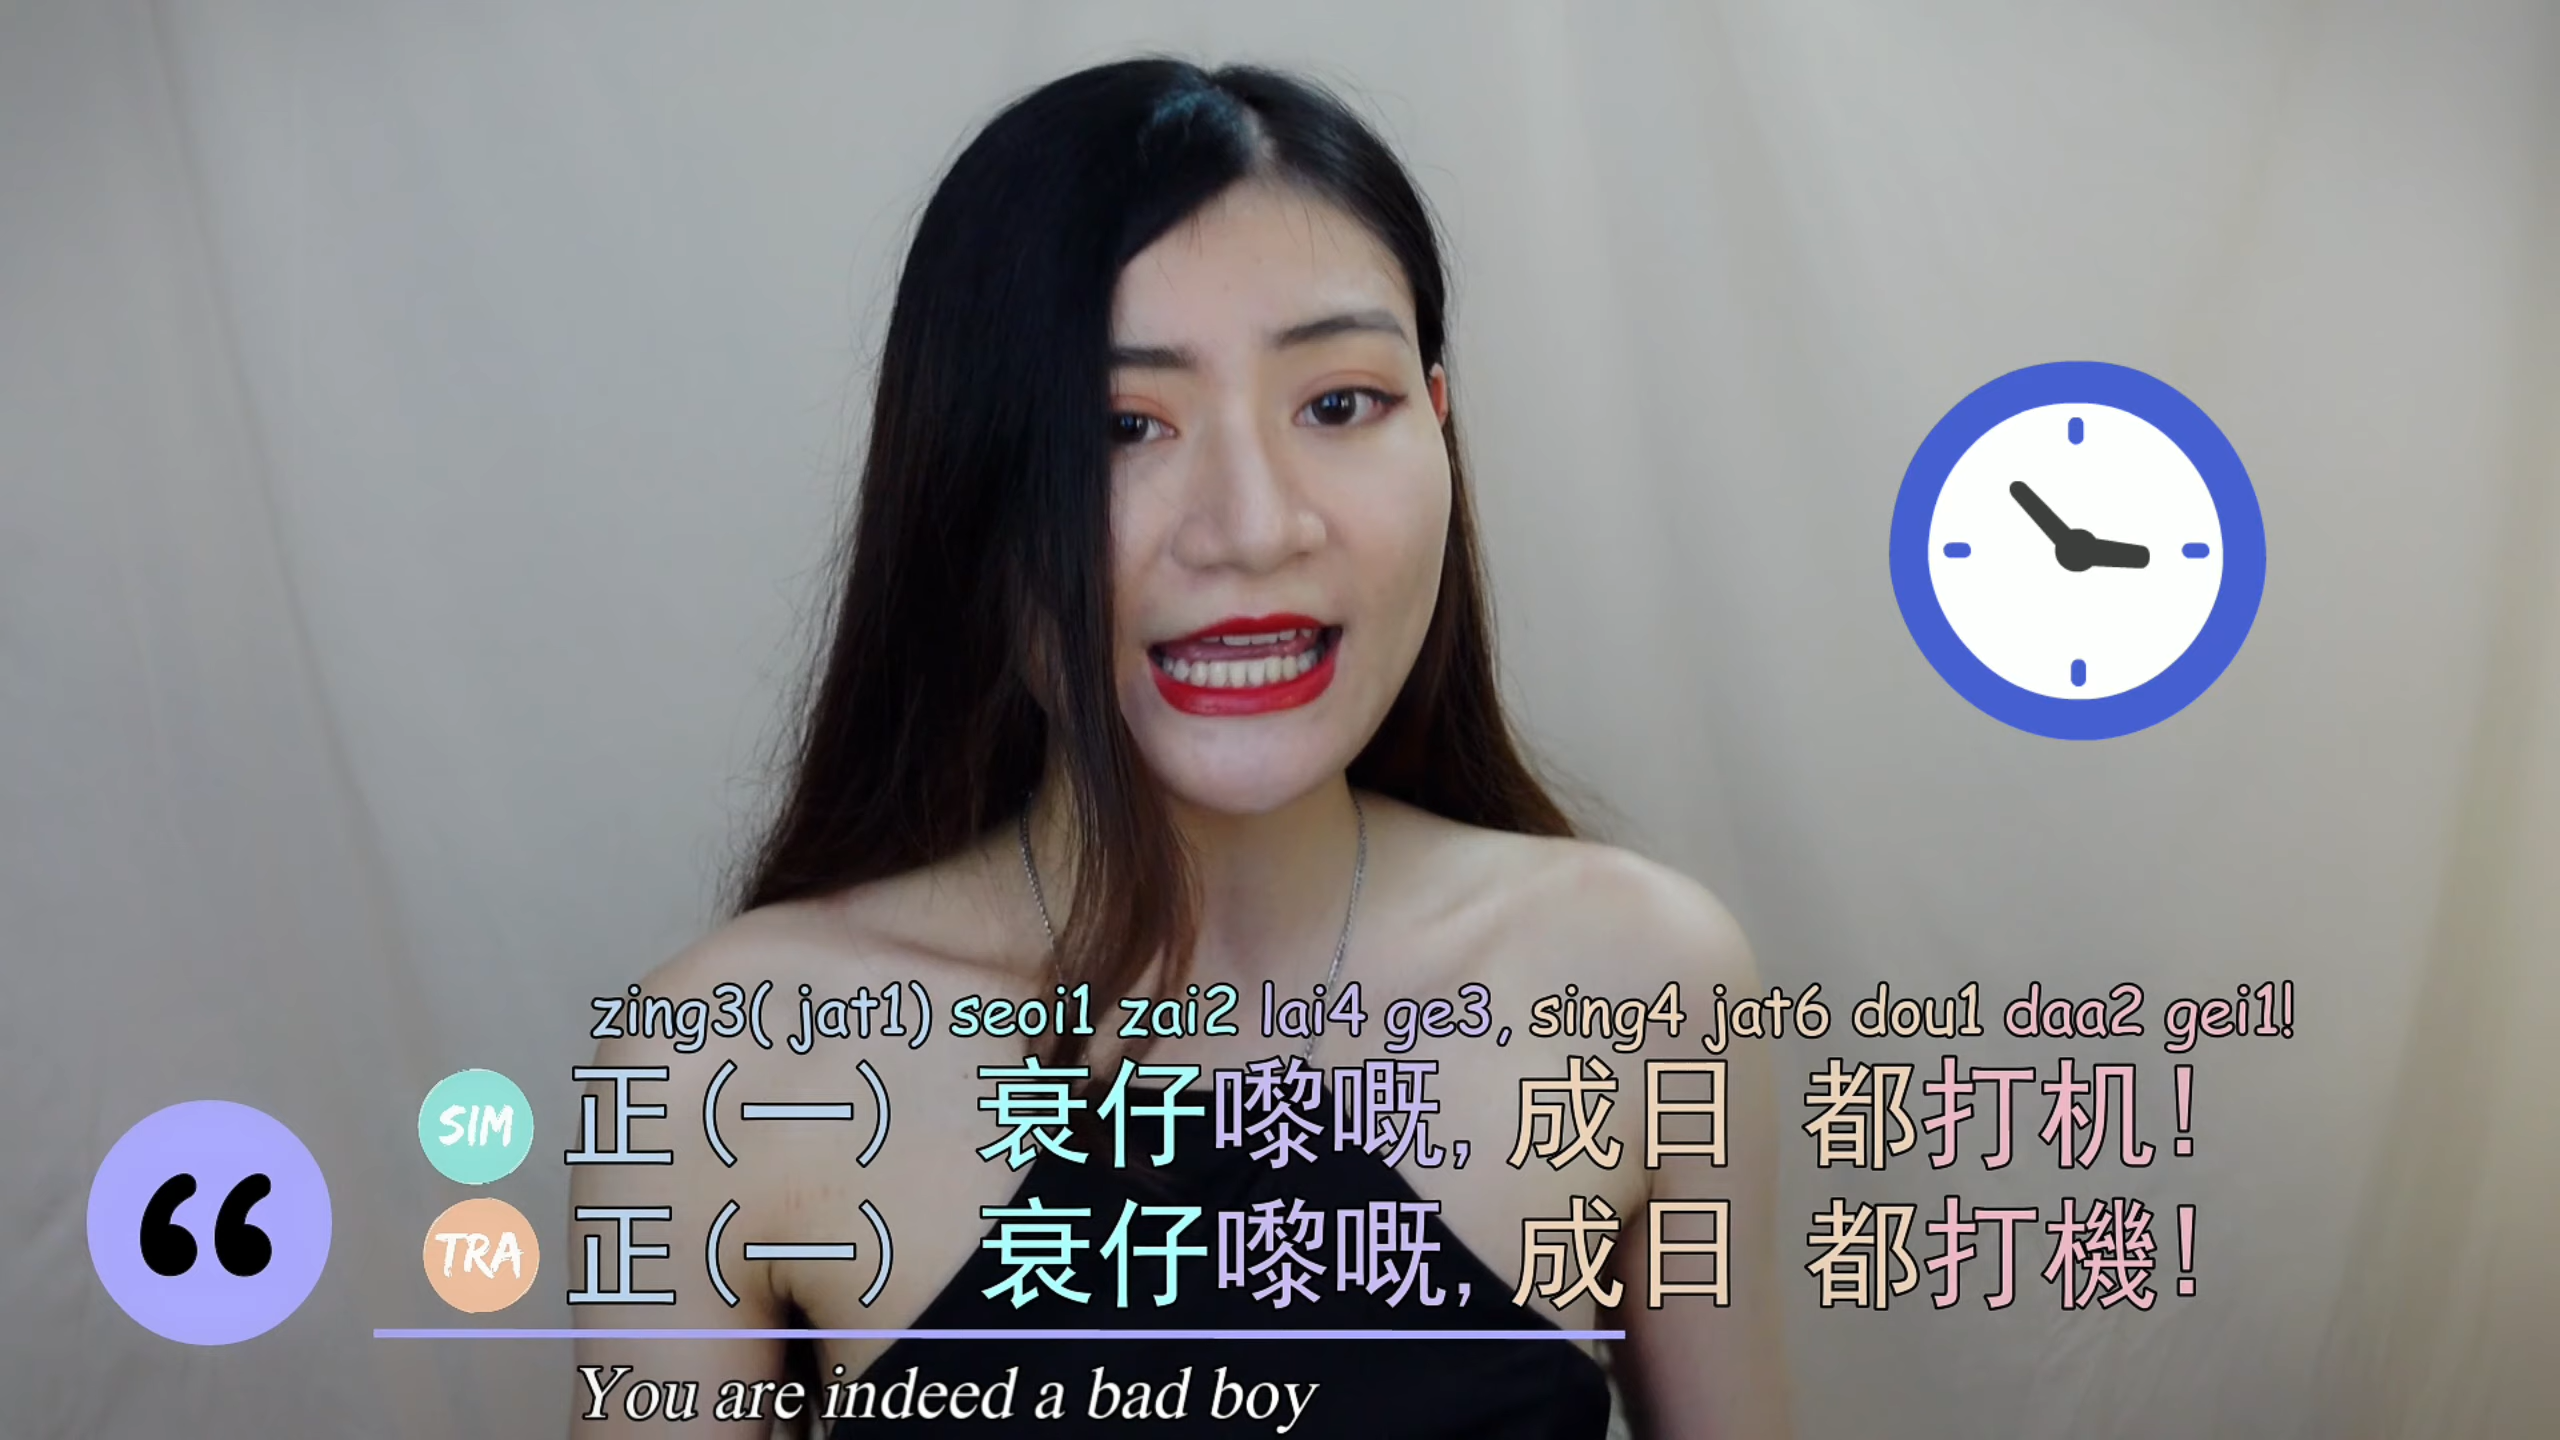 zing3( jat1) seoi1 zai2 lai4 ge3, sing4 jat6 dou1 daa2 gei1!
SIM 正(一) 衰仔嚟嘅, 成日 都打机!
TRA 正(一) 衰仔嚟嘅, 成日 都打機!
You are indeed a bad boy